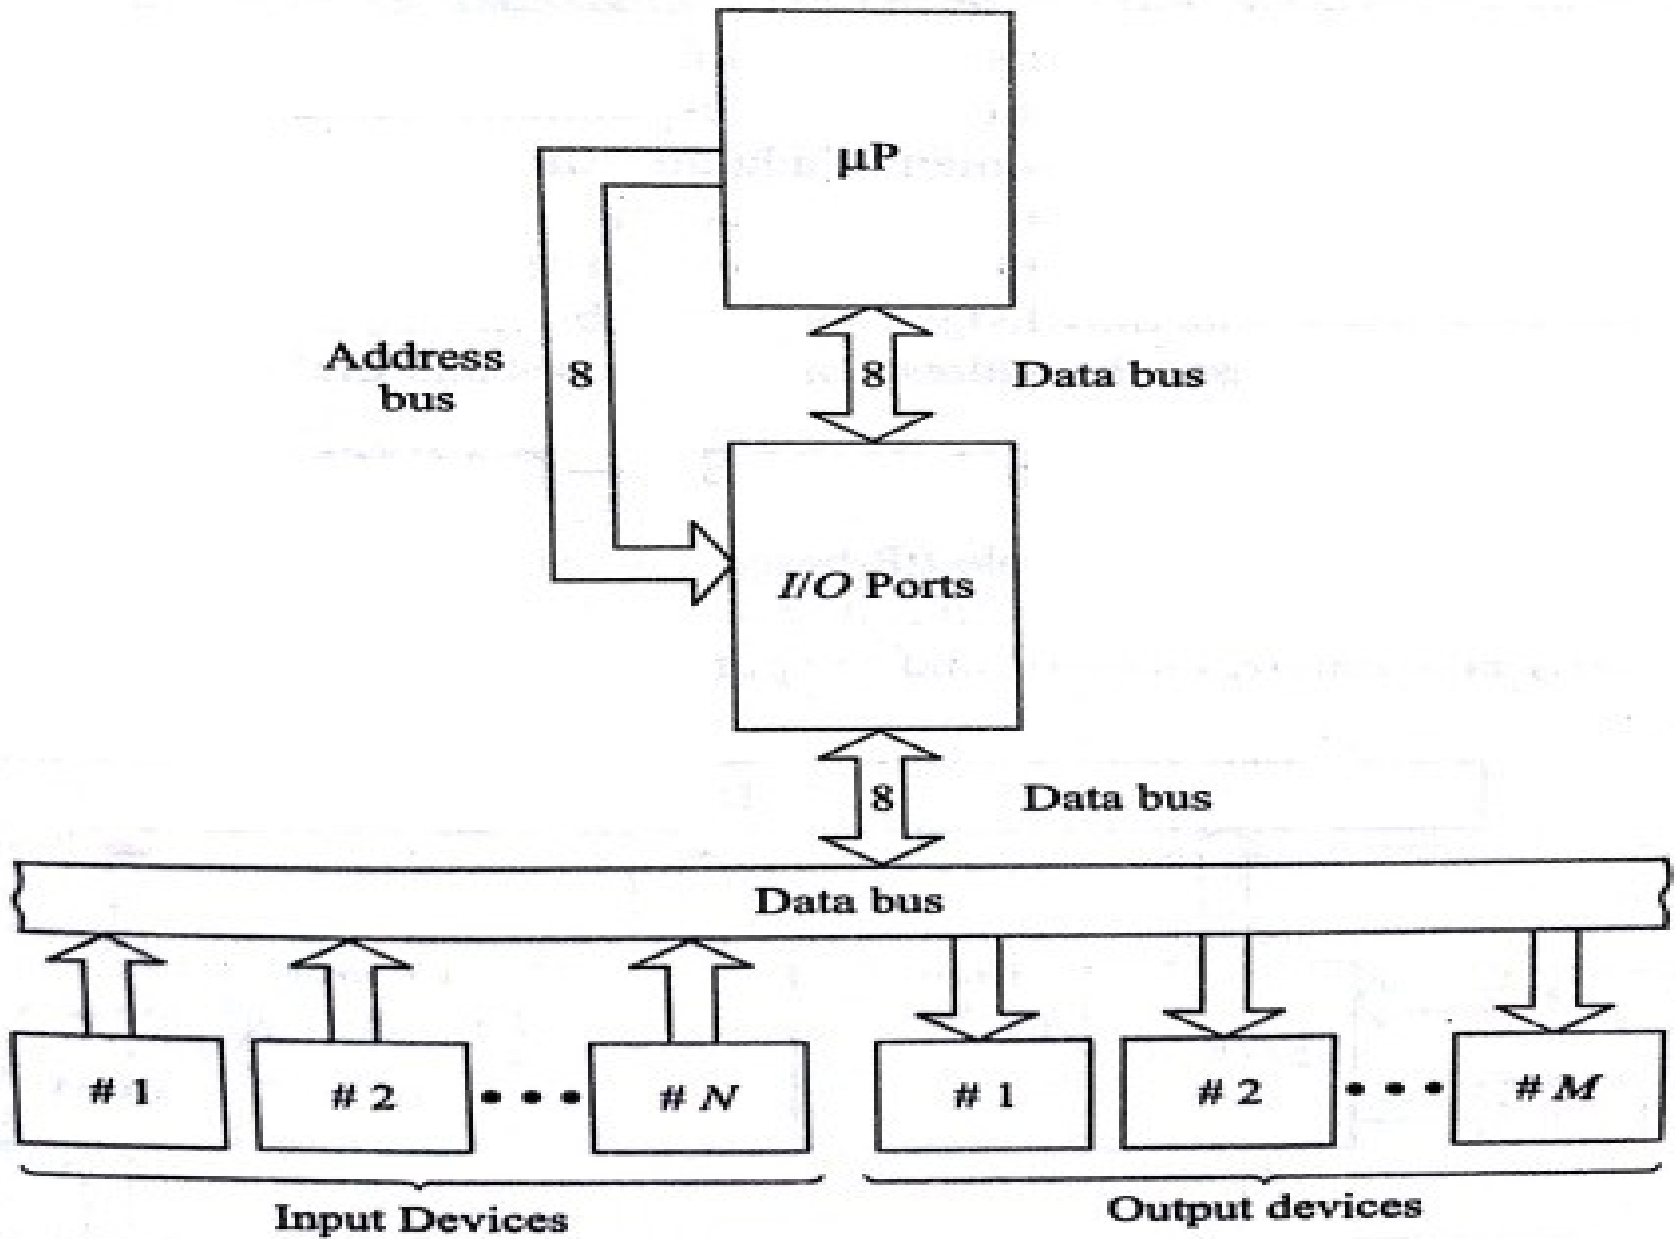 μP
Address
bus
8
8
Data bus
I/O Ports
8
Data bus
Data bus
# 1
# 2
# N
# 1
# 2
# M
Input Devices
Output devices